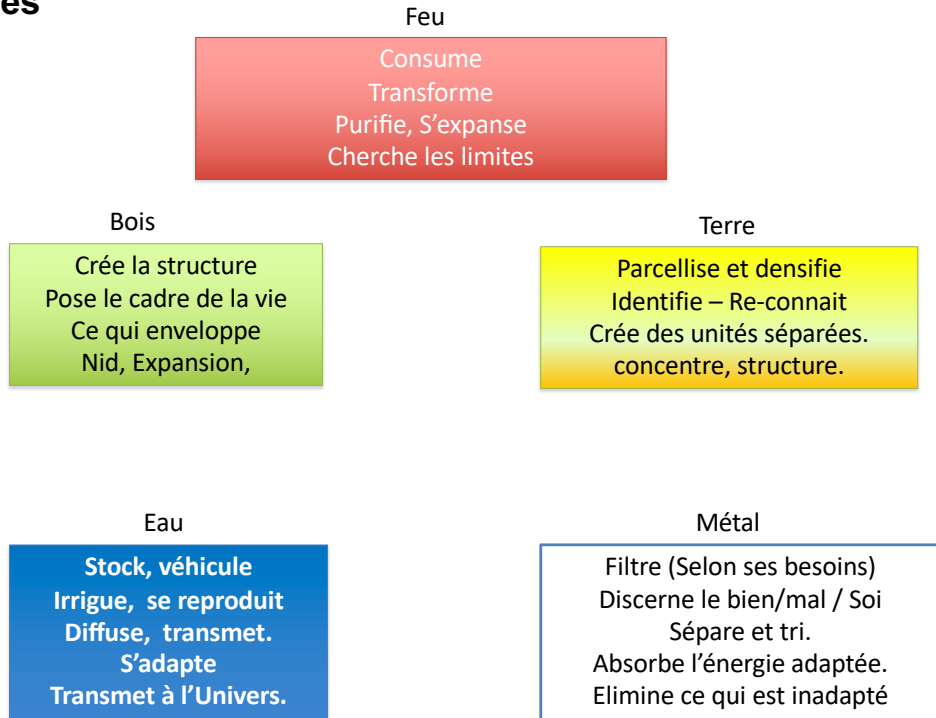 es
Feu
Consume
Transforme
Purifie, S’expanse
Cherche les limites
Bois
Crée la structure
Pose le cadre de la vie
Ce qui enveloppe
Nid, Expansion,
Terre
Parcellise et densifie
Identifie – Re-connait
Crée des unités séparées.
concentre, structure.
Eau
Stock, véhicule
Irrigue, se reproduit
Diffuse, transmet.
S’adapte
Transmet à l’Univers.
Métal
Filtre (Selon ses besoins)
Discerne le bien/mal / Soi
Sépare et tri.
Absorbe l’énergie adaptée.
Elimine ce qui est inadapté